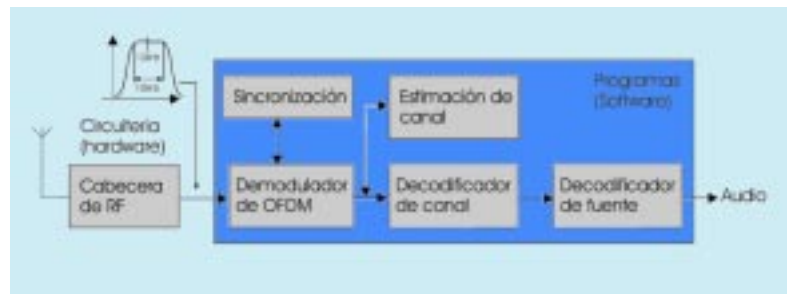 Circuitería
(hardware)
Cabecera
de RF
Sincronización
Estimación de
canal
Programas
(Software)
Demodulador
de OFDM
Decodificador
de canal
Decodificador
de fuente
Audio